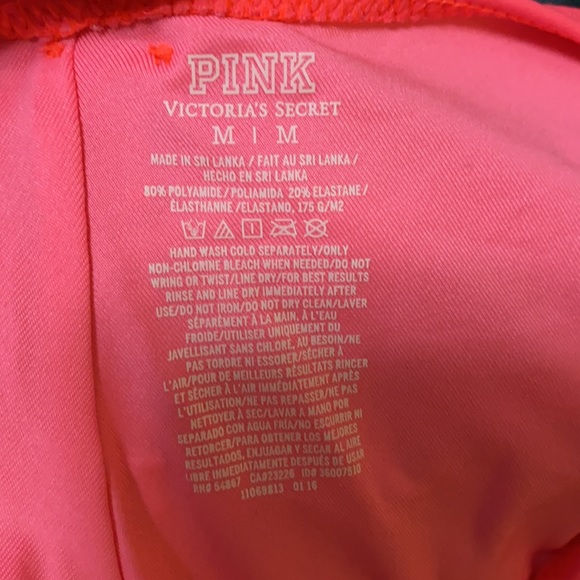 PINK
VICTORIA'S SECRET
M | M
MADE IN SRI LANKA / FAIT AU SRI LANKA /
HECHO EN SRI LANKA
80% POLYAMIDE/POLIAMIDA 20% ELASTANE/
ÉLASTHANNE/ELASTANO, 175 G/M2
HAND WASH COLD SEPARATELY/ONLY
NON-CHLORINE BLEACH WHEN NEEDED/DO NOT
WRING OR TWIST/LINE DRY/FOR BEST RESULTS
RINSE AND LINE DRY IMMEDIATELY AFTER
USE/DO NOT IRON/DO NOT DRY CLEAN/LAVER
SÉPARÉMENT À LA MAIN, À L'EAU
FROIDE/UTILISER UNIQUEMENT DU
JAVELLISANT SANS CHLORE, AU BESOIN/NE
PAS TORDRE NI ESSORER/SÉCHER À
L'AIR/POUR DE MEILLEURS RÉSULTATS RINCER
ET SÉCHER À L'AIR IMMÉDIATEMENT APRÈS
L'UTILISATION/NE PAS REPASSER/NE PAS
NETTOYER À SEC/LAVAR A MANO POR
SEPARADO CON AGUA FRÍA/NO ESCURRIR NI
RETORCER/PARA OBTENER LOS MEJORES
RESULTADOS, ENJUAGAR Y SECAR AL AIRE
LIBRE INMEDIATAMENTE DESPUÉS DE USAR
RN# 54867 CA#23226 ID# 36007510
11069813 01 16